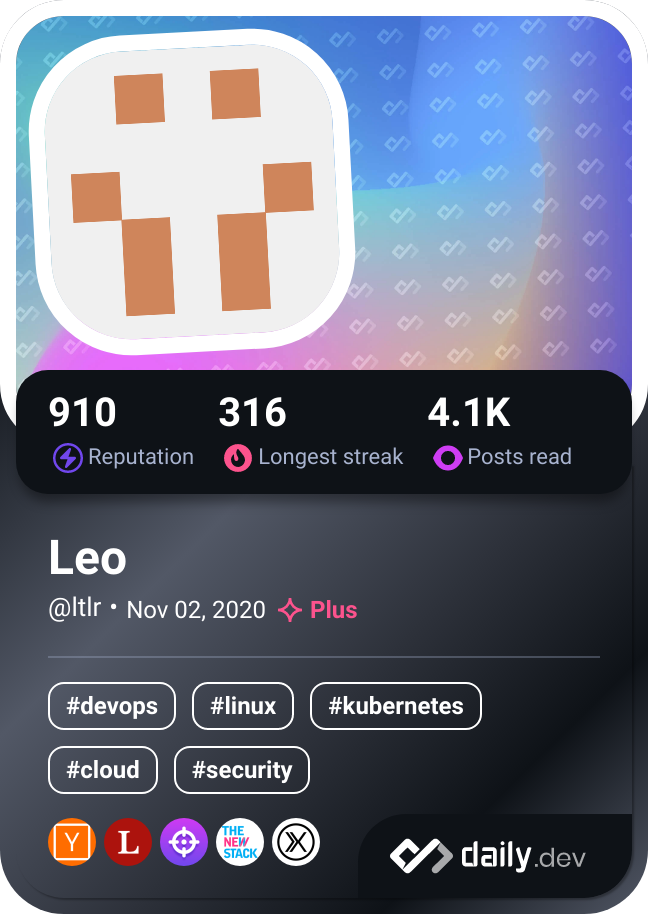 910 316 4.1K
Reputation Longest streak Posts read
Leo
@ltlr • Nov 02, 2020 Plus
#devops #linux #kubernetes
#cloud #security
Y L THE NEW STACK
daily.dev